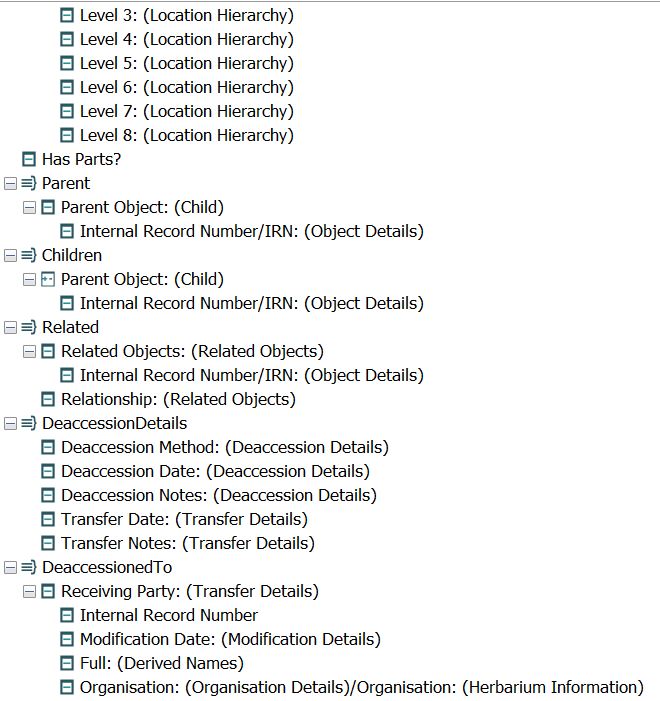 Level 3: (Location Hierarchy)
Level 4: (Location Hierarchy)
Level 5: (Location Hierarchy)
Level 6: (Location Hierarchy)
Level 7: (Location Hierarchy)
Level 8: (Location Hierarchy)
Has Parts?
Parent
Parent Object: (Child)
Internal Record Number/IRN: (Object Details)
Children
Parent Object: (Child)
Internal Record Number/IRN: (Object Details)
Related
Related Objects: (Related Objects)
Internal Record Number/IRN: (Object Details)
Relationship: (Related Objects)
DeaccessionDetails
Deaccession Method: (Deaccession Details)
Deaccession Date: (Deaccession Details)
Deaccession Notes: (Deaccession Details)
Transfer Date: (Transfer Details)
Transfer Notes: (Transfer Details)
DeaccessionedTo
Receiving Party: (Transfer Details)
Internal Record Number
Modification Date: (Modification Details)
Full: (Derived Names)
Organisation: (Organisation Details)/Organisation: (Herbarium Information)